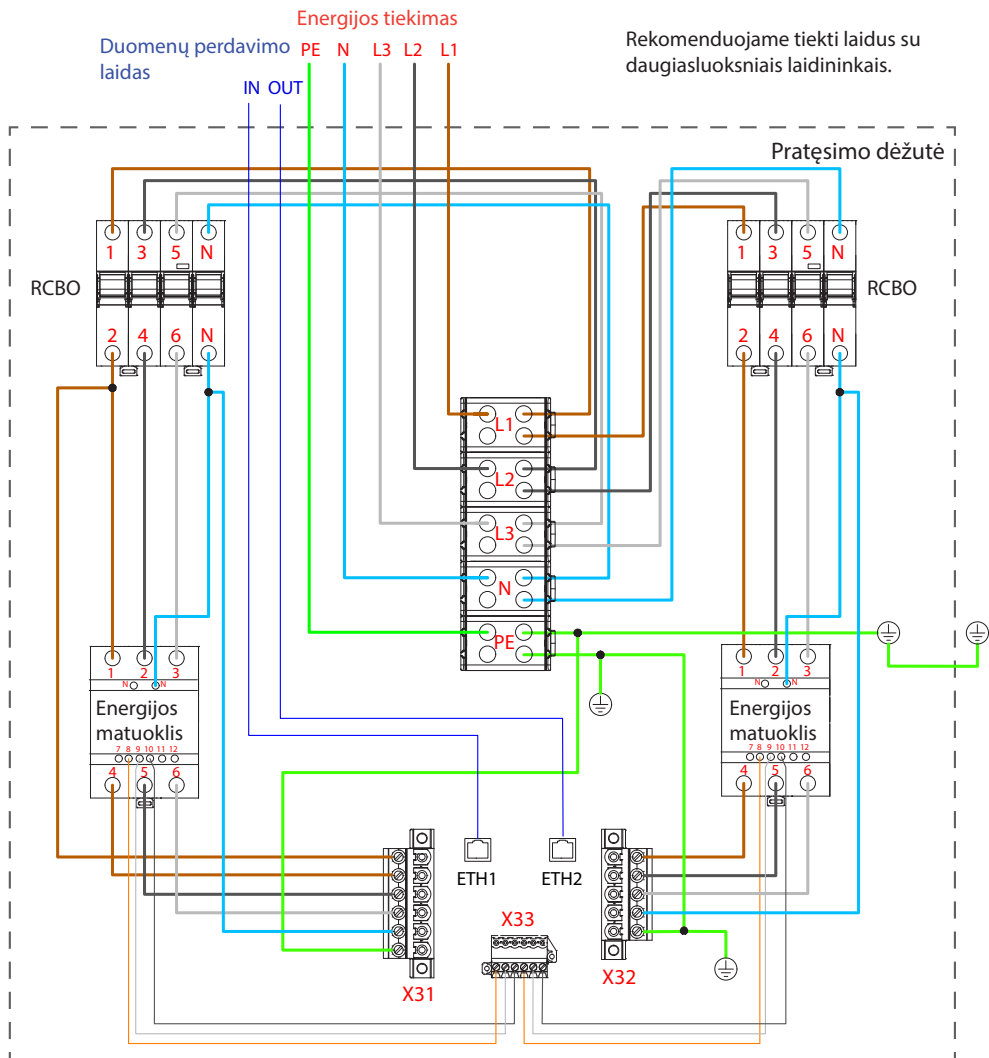 Energijos tiekimas
Duomenų perdavimo
laidas
PE N L3 L2 L1
IN OUT
Rekomenduojame tiekti laidus su
daugiasluoksniais laidininkais.
Pratęsimo dėžutė
1 3 5 N
RCBO
2 4 6 N
1 3 5 N
RCBO
2 4 6 N
L1
L2
L3
N
PE
1 2 3
N N
Energijos
matuoklis
7 8 9 10 11 12
4 5 6
1 2 3
N N
Energijos
matuoklis
7 8 9 10 11 12
4 5 6
ETH1
ETH2
X33
X31
X32